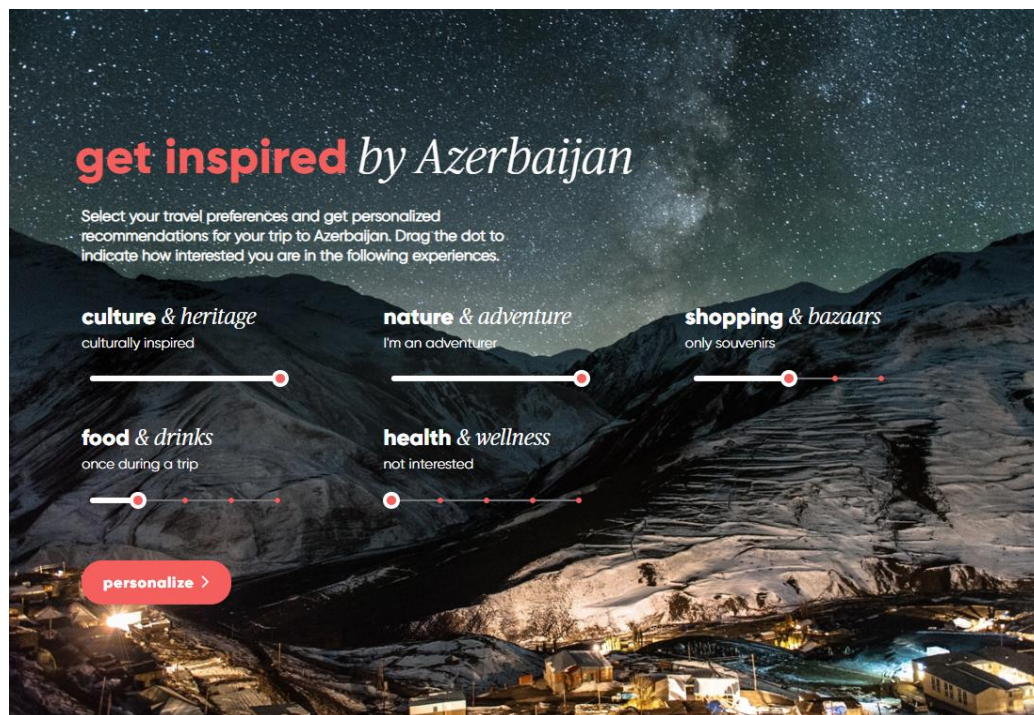 get inspired by Azerbaijan
Select your travel preferences and get personalized
recommendations for your trip to Azerbaijan. Drag the dot to
indicate how interested you are in the following experiences.
culture & heritage
culturally inspired
nature & adventure
I'm an adventurer
shopping & bazaars
only souvenirs
food & drinks
once during a trip
health & wellness
not interested
personalize